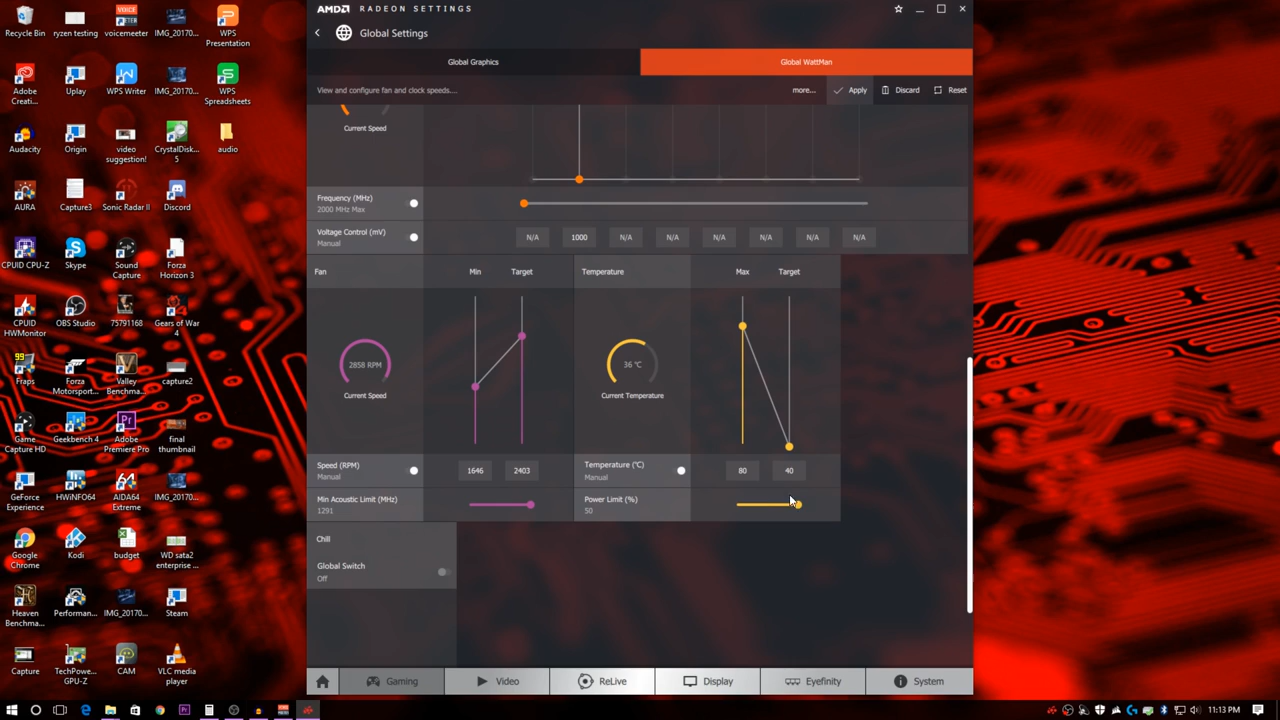 Recycle Bin
ryzen testing
VOICE
MEETER
voicemeeter
IMG_20170...
WPS
Presentation
Adobe
Creati...
Uplay
WPS Writer
IMG_20170...
WPS
Spreadsheets
Audacity
Origin
video
suggestion!
CrystalDisk...
5
audio
AURA
Capture3
Sonic Radar II
Discord
CPUID CPU-Z
Skype
Sound
Capture
Forza
Horizon 3
CPUID
HWMonitor
OBS Studio
75791168
Gears of War
4
99
Fraps
Forza
Motorsport...
Valley
Benchma...
capture2
Game
Capture HD
Geekbench 4
Pr
Adobe
Premiere Pro
final
thumbnail
GeForce
Experience
HWiNFO64
64
AIDA64
Extreme
IMG_20170...
Google
Chrome
Kodi
budget
WD sata2
enterprise ...
Heaven
Benchma...
Performan...
IMG_20170...
Steam
Capture
TechPowe...
GPU-Z
CAM
VLC media
player
AMD RADEON SETTINGS
Global Settings
Global Graphics
Global WattMan
View and configure fan and clock speeds....
more...
Apply
Discard
Reset
Current Speed
Frequency (MHz)
2000 MHz Max
Voltage Control (mV)
Manual
N/A 1000 N/A N/A N/A N/A N/A N/A
Fan
Min
Target
Temperature
Max
Target
2858 RPM
Current Speed
36 °C
Current Temperature
Speed (RPM)
Manual
1646
2403
Temperature (°C)
Manual
80
40
Min Acoustic Limit (MHz)
1291
Power Limit (%)
50
Chill
Global Switch
Off
Gaming
Video
ReLive
Display
Eyefinity
System
Pr
11:13 PM